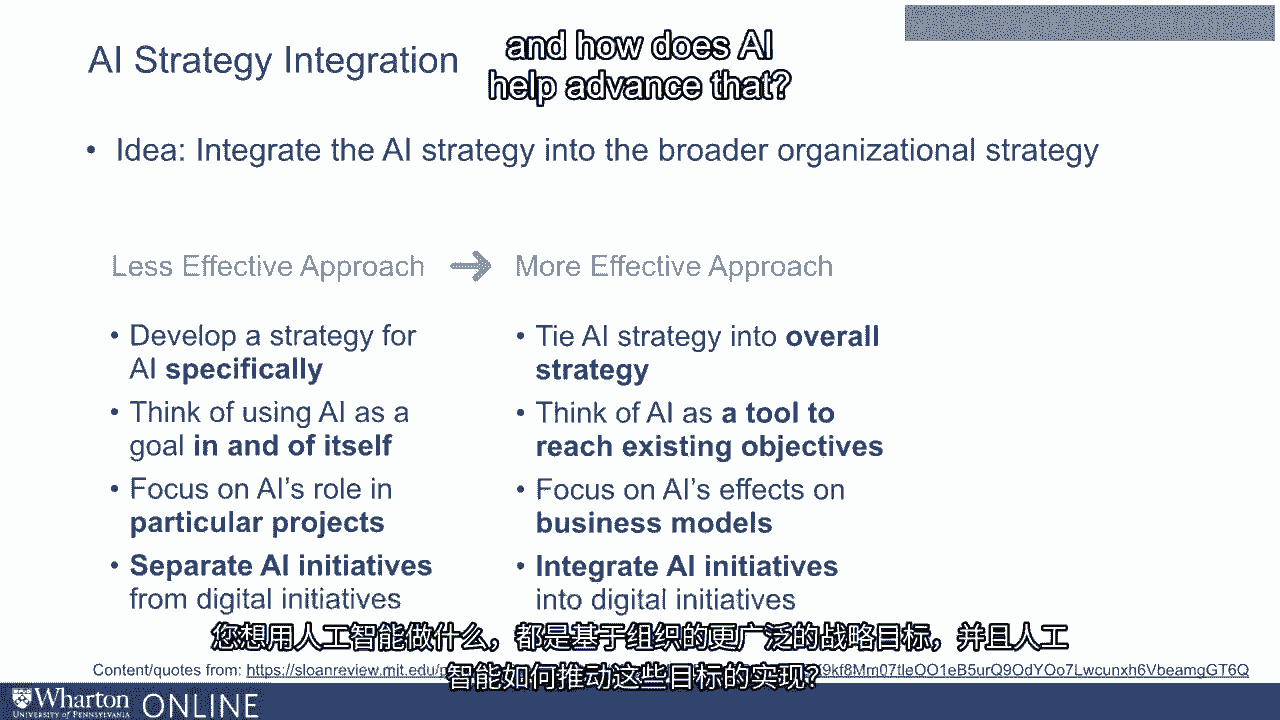 AI Strategy Integration
and how does AI
help advance that?
• Idea: Integrate the AI strategy into the broader organizational strategy
Less Effective Approach → More Effective Approach
• Develop a strategy for
AI specifically
• Think of using AI as a
goal in and of itself
• Focus on AI's role in
particular projects
• Separate AI initiatives
from digital initiatives
• Tie AI strategy into overall
strategy
• Think of AI as a tool to
reach existing objectives
• Focus on AI's effects on
business models
• Integrate AI initiatives
into digital initiatives
您想用人工智能做什么，都是基于组织的更广泛的战略目标，并且人工
智能如何推动这些目标的实现？
Content/quotes from: https://sloanreview.mit.edu/
Wharton
UNIVERSITY of PENNSYLVANIA
ONLINE